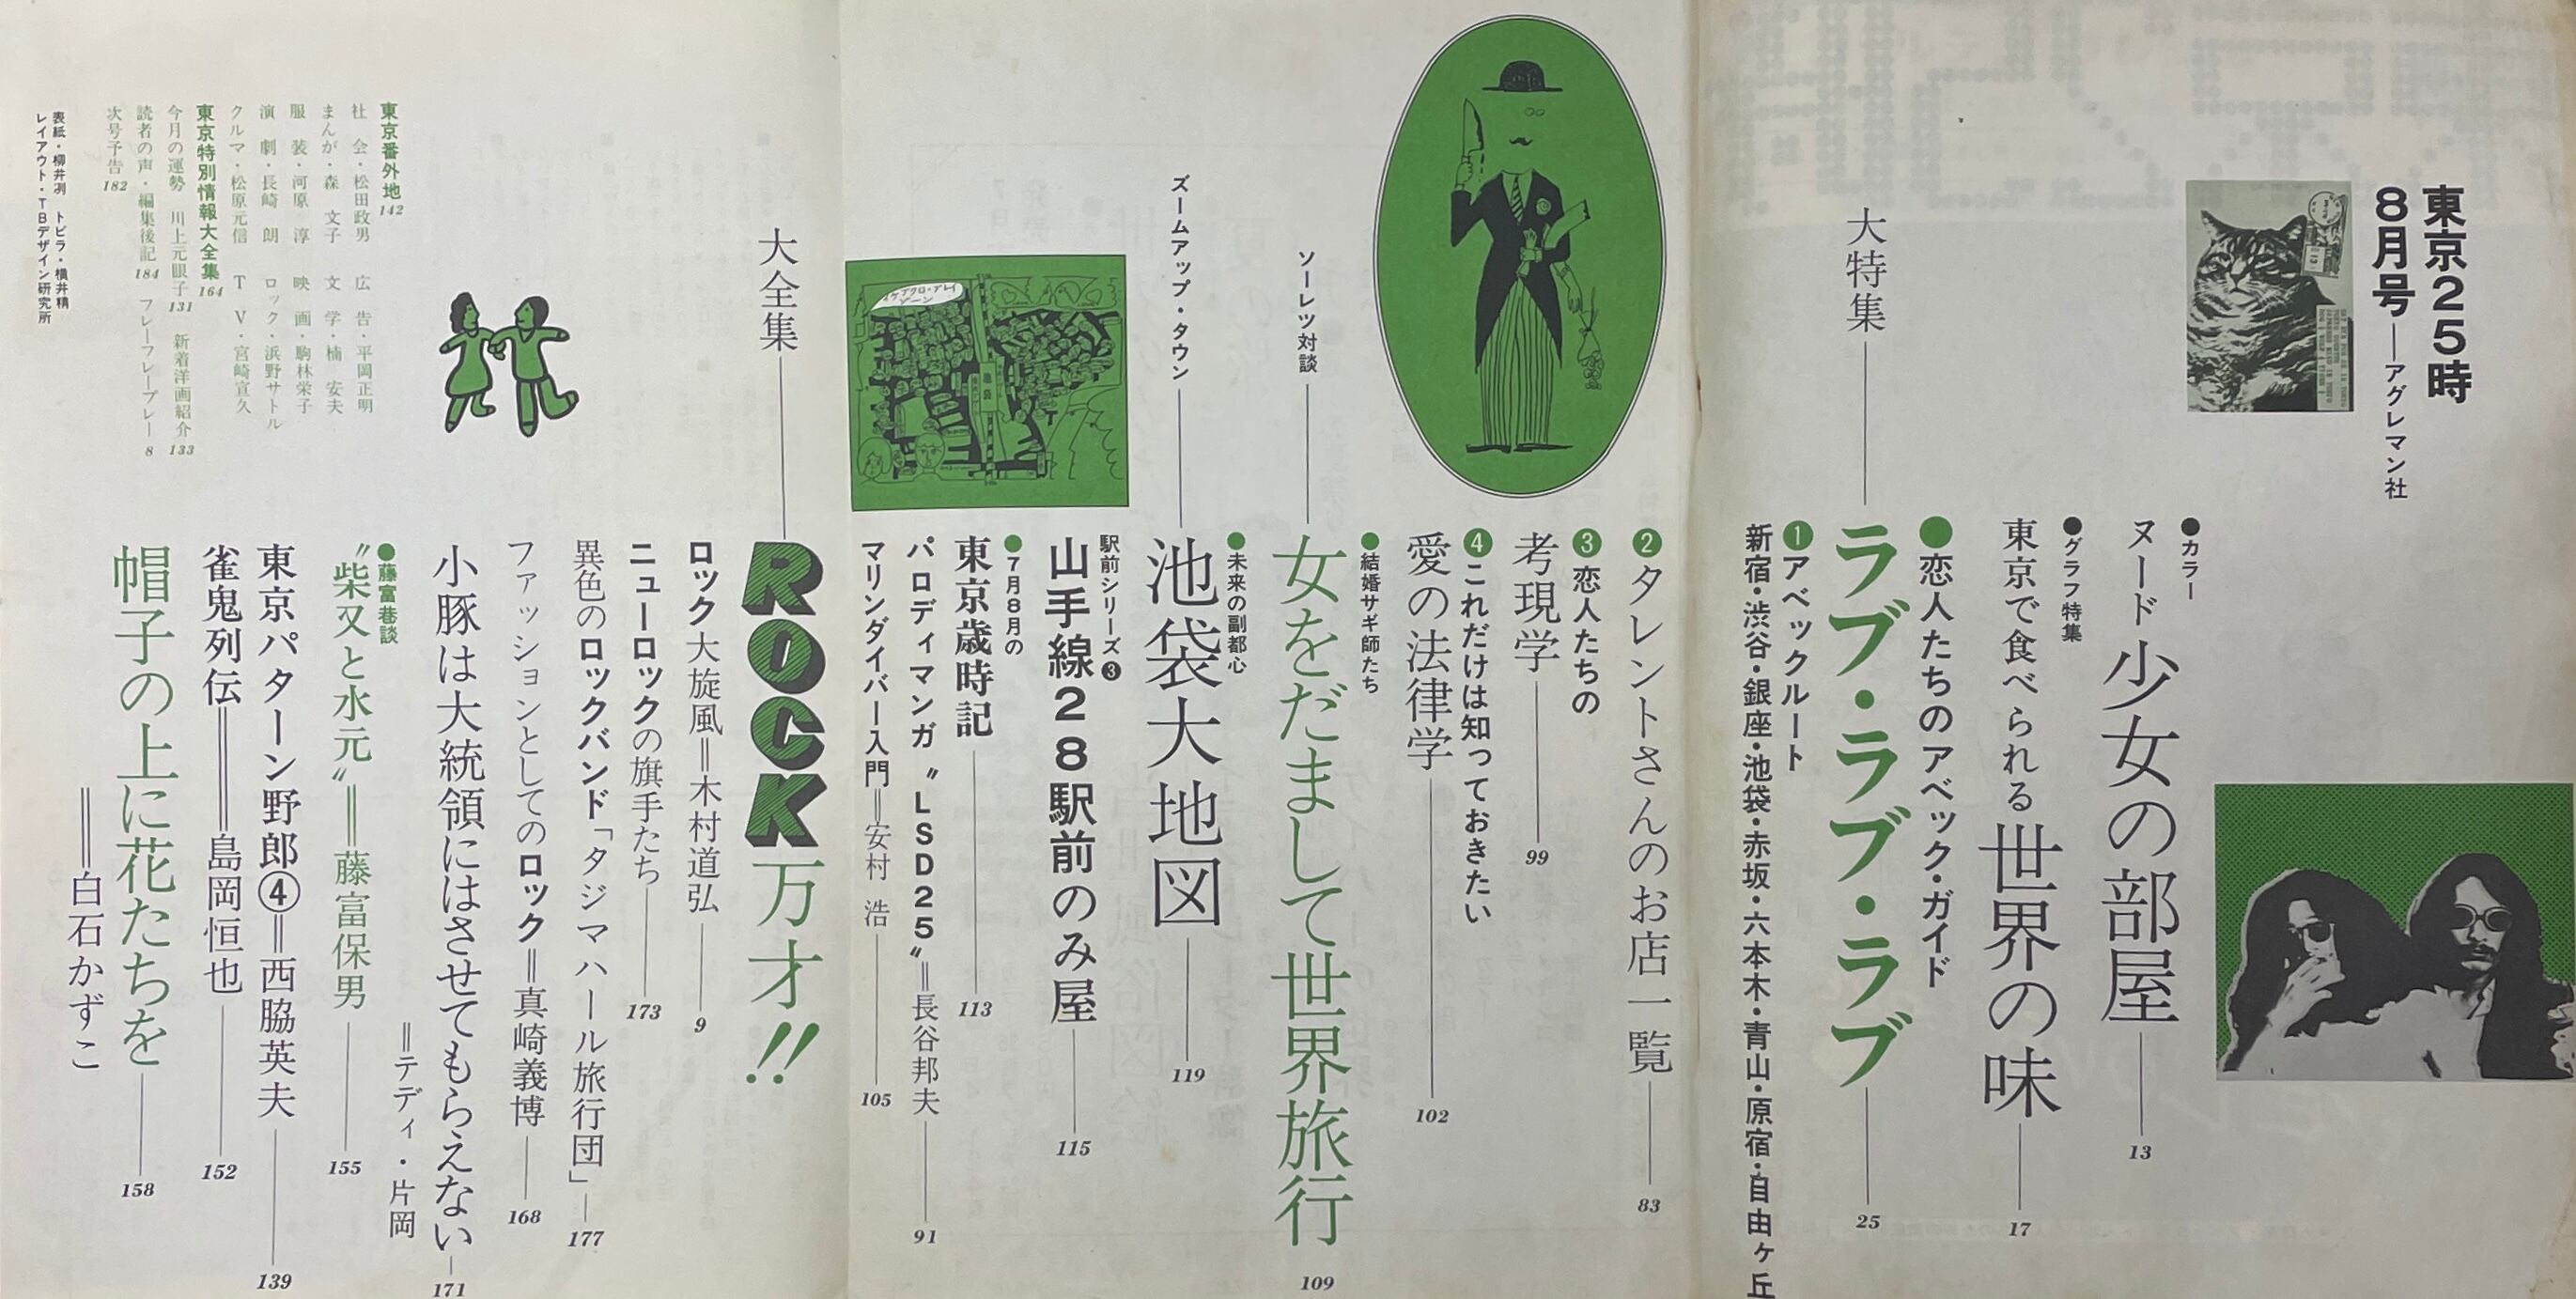 東京25時
8月号—アグレマン社
●カラー
ヌード少女の部屋 13
●グラフ特集
東京で食べられる世界の味 17
大特集
●恋人たちのアベック・ガイド
ラブ・ラブ・ラブ 25
❶アベックルート
新宿・渋谷・銀座・池袋・赤坂・六本木・青山・原宿・自由ヶ丘
❷タレントさんのお店一覧 83
❸恋人たちの
考現学 99
❹これだけは知っておきたい
愛の法律学 102
ソーレツ対談
●結婚サギ師たち
女をだまして世界旅行 109
ズームアップ・タウン
●未来の副都心
池袋大地図 119
駅前シリーズ❸
山手線28駅前のみ屋 115
●7月8月の
東京歳時記 113
パロディマンガ〝LSD25〟＝長谷邦夫 91
マリンダイバー入門＝安村 浩 105
大全集
ROCK万才!!
ロック大旋風＝木村道弘 9
ニューロックの旗手たち 173
異色のロックバンド「タジマハール旅行団」 177
ファッションとしてのロック＝真崎義博 168
小豚は大統領にはさせてもらえない 171
＝テディ・片岡
●藤富巷談
〝柴又と水元〟＝藤富保男 155
東京パターン野郎④＝西脇英夫 139
雀鬼列伝＝島岡恒也 152
帽子の上に花たちを 158
＝白石かずこ
東京番外地 142
社 会・松田政男 広 告・平岡正明
まんが・森 文子 文 学・楠 安夫
服 装・河原 淳 映 画・駒林栄子
演 劇・長崎 朗 ロック・浜野サトル
クルマ・松原元信 T V・宮崎宣久
東京特別情報大全集 164
今月の運勢 川上元眼子 131 新着洋画紹介 133
読者の声・編集後記 184 フレーフレープレー 8
次号予告 182
表紙・柳井冽 トビラ・横井精
レイアウト・TBデザイン研究所